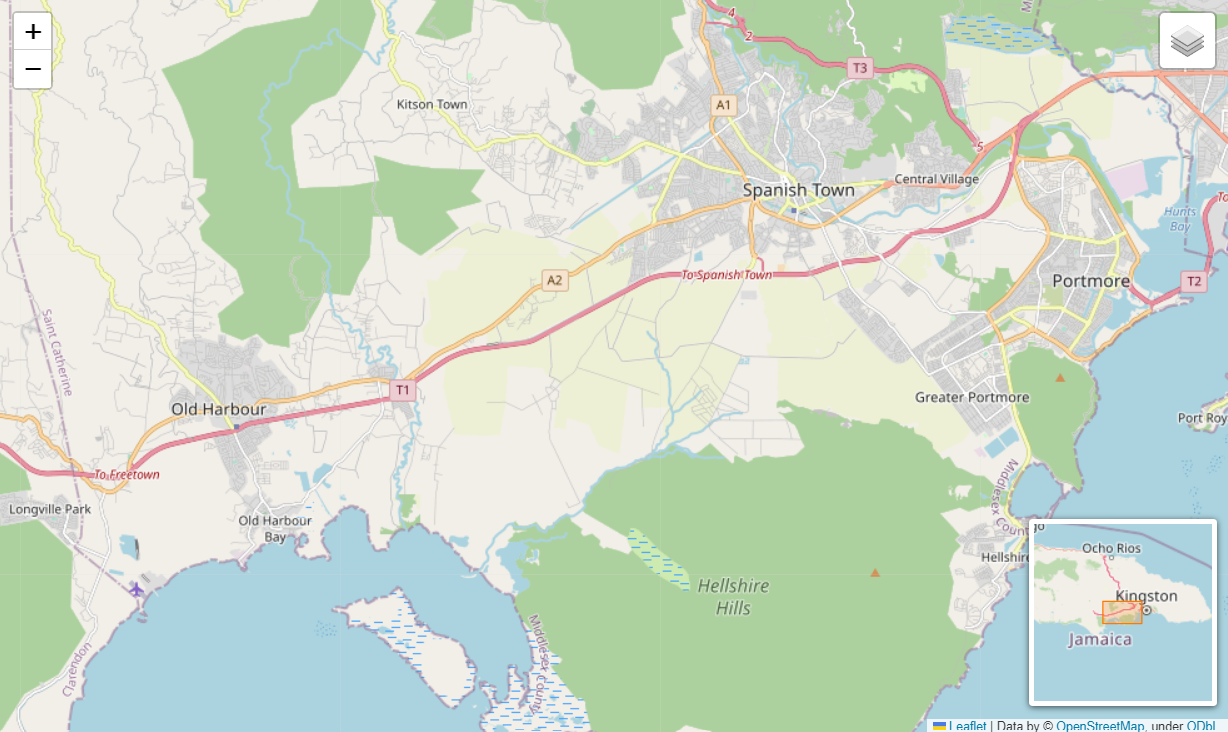 +
−
4
2
T3
Kitson Town
A1
5
Spanish Town
Central Village
Hunts
Bay
To Spanish Town
A2
Portmore
T2
Saint Catherine
T1
Old Harbour
Greater Portmore
Port Roy
To Freetown
Longville Park
Old Harbour
Bay
Middlesex Coun
Hellshire
Hellshire
Hills
Middlesex County
Clarendon
Ocho Rios
Kingston
Jamaica
Leaflet | Data by © OpenStreetMap, under ODbL